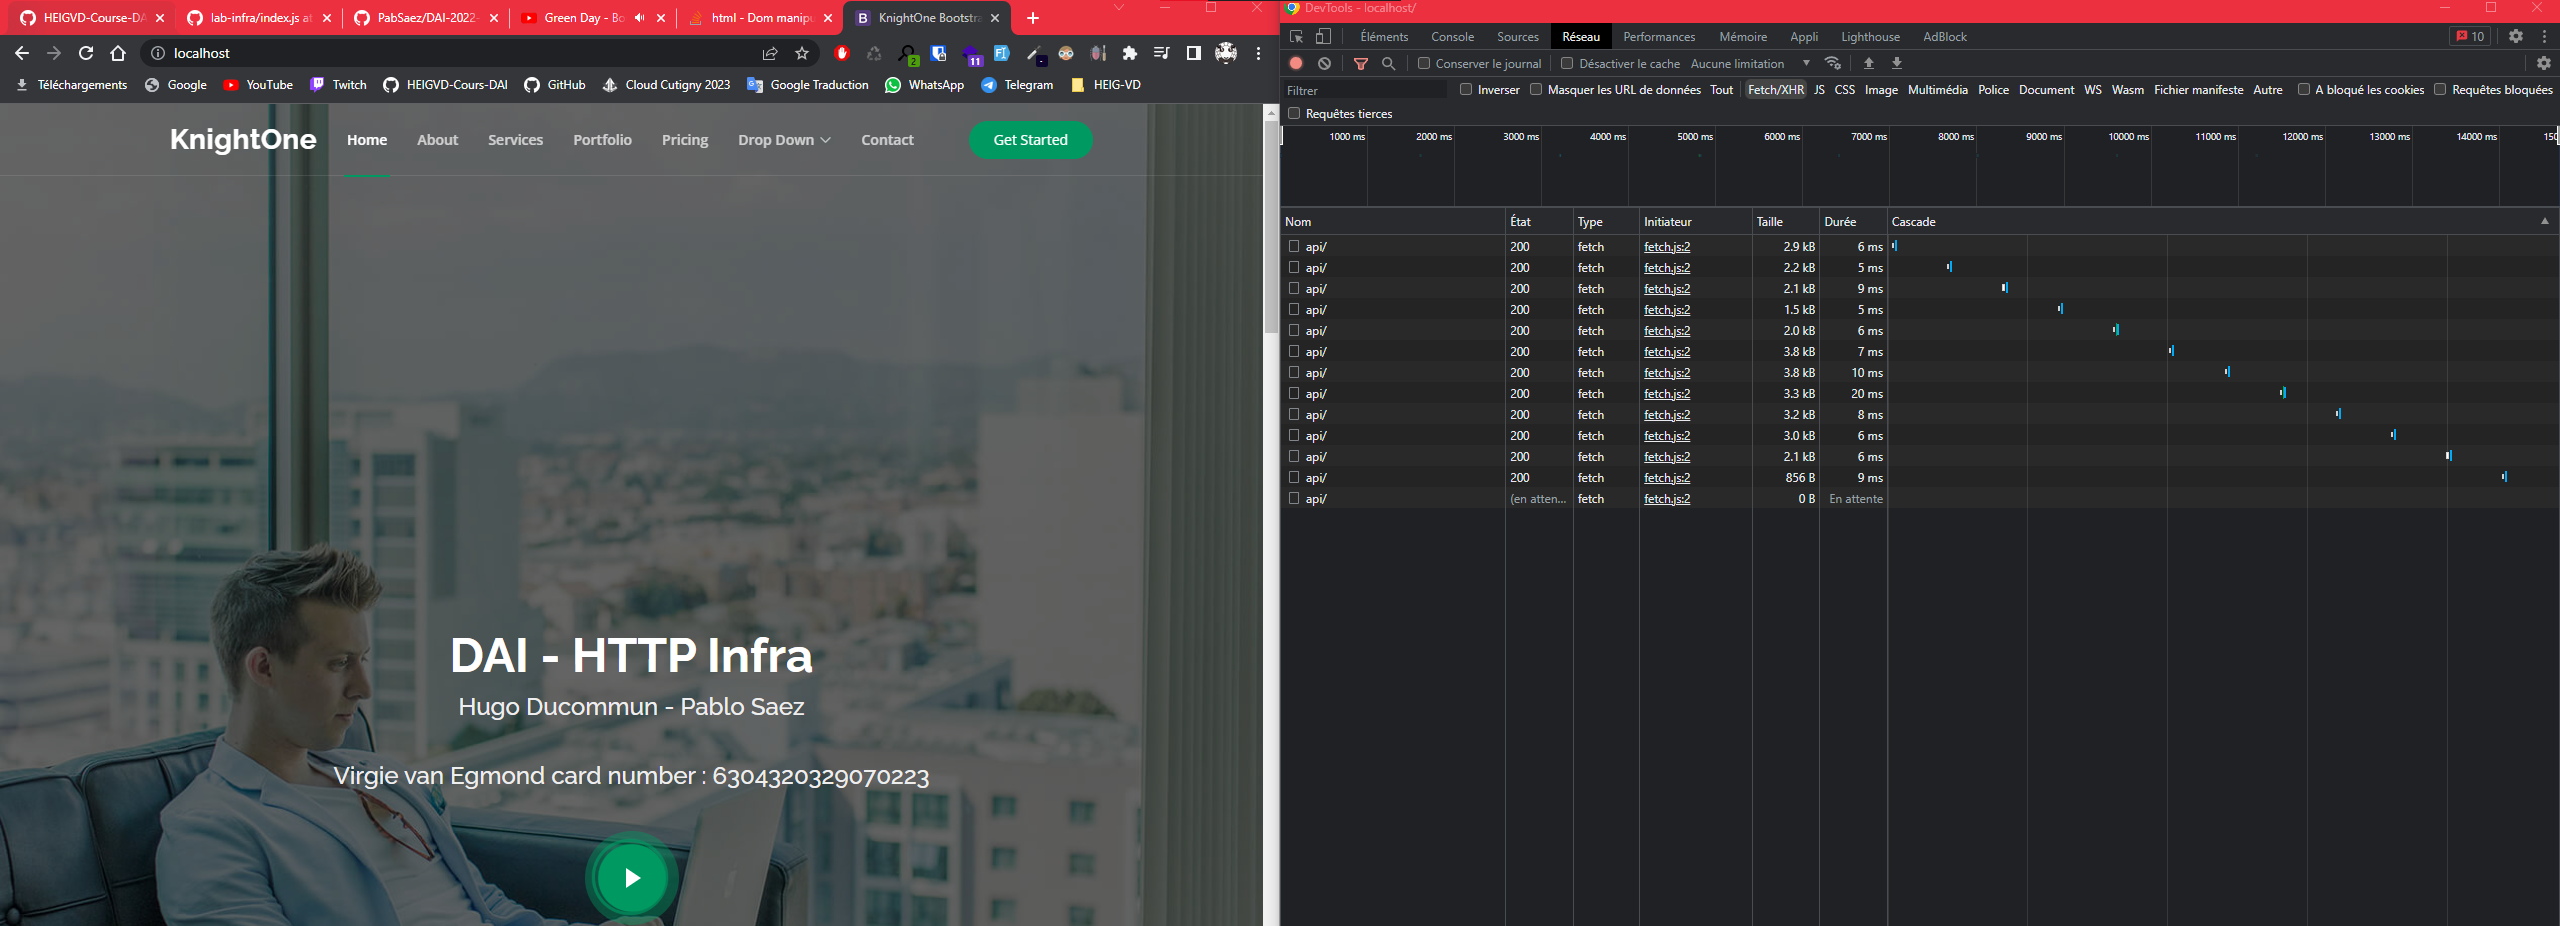 HEIGVD-Course-DA
lab-infra/index.js at
PabSaez/DAI-2022-
Green Day - Bo
html - Dom manipu
KnightOne Bootstra
localhost
2
11
Téléchargements
Google
YouTube
Twitch
HEIGVD-Cours-DAI
GitHub
Cloud Cutigny 2023
Google Traduction
WhatsApp
Telegram
HEIG-VD
KnightOne
Home
About
Services
Portfolio
Pricing
Drop Down
Contact
Get Started
DAI - HTTP Infra
Hugo Ducommun - Pablo Saez
Virgie van Egmond card number : 6304320329070223
DevTools - localhost/
Éléments
Console
Sources
Réseau
Performances
Mémoire
Appli
Lighthouse
AdBlock
10
Conserver le journal
Désactiver le cache
Aucune limitation
Filtrer
Inverser
Masquer les URL de données
Tout
Fetch/XHR
JS
CSS
Image
Multimédia
Police
Document
WS
Wasm
Fichier manifeste
Autre
A bloqué les cookies
Requêtes bloquées
Requêtes tierces
1000 ms
2000 ms
3000 ms
4000 ms
5000 ms
6000 ms
7000 ms
8000 ms
9000 ms
10000 ms
11000 ms
12000 ms
13000 ms
14000 ms
150
Nom État Type Initiateur Taille Durée Cascade
api/ 200 fetch fetch.js:2 2.9 kB 6 ms
api/ 200 fetch fetch.js:2 2.2 kB 5 ms
api/ 200 fetch fetch.js:2 2.1 kB 9 ms
api/ 200 fetch fetch.js:2 1.5 kB 5 ms
api/ 200 fetch fetch.js:2 2.0 kB 6 ms
api/ 200 fetch fetch.js:2 3.8 kB 7 ms
api/ 200 fetch fetch.js:2 3.8 kB 10 ms
api/ 200 fetch fetch.js:2 3.3 kB 20 ms
api/ 200 fetch fetch.js:2 3.2 kB 8 ms
api/ 200 fetch fetch.js:2 3.0 kB 6 ms
api/ 200 fetch fetch.js:2 2.1 kB 6 ms
api/ 200 fetch fetch.js:2 856 B 9 ms
api/ (en atten... fetch fetch.js:2 0 B En attente